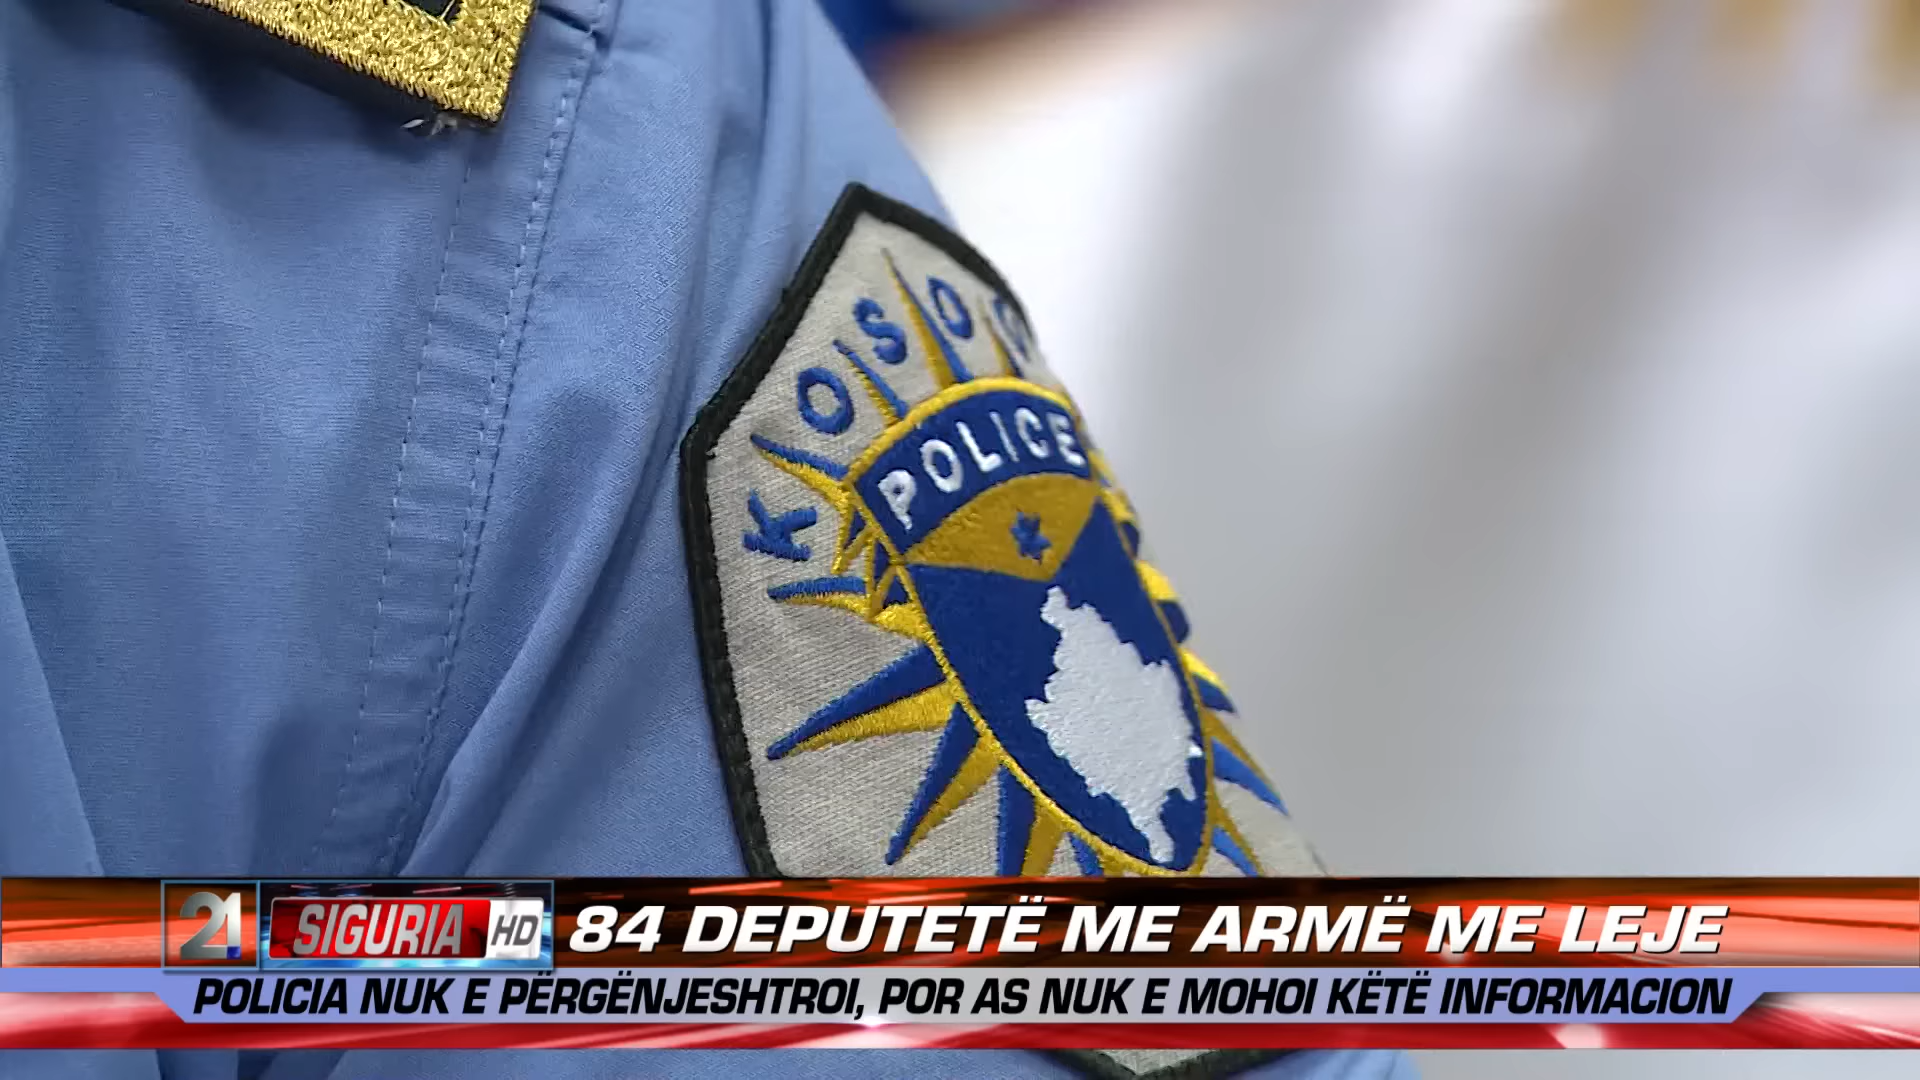 KOSOV
POLICE
21 SIGURIA HD 84 DEPUTETË ME ARMË ME LEJE
POLICIA NUK E PËRGËNJESHTROI, POR AS NUK E MOHOI KËTË INFORMACION